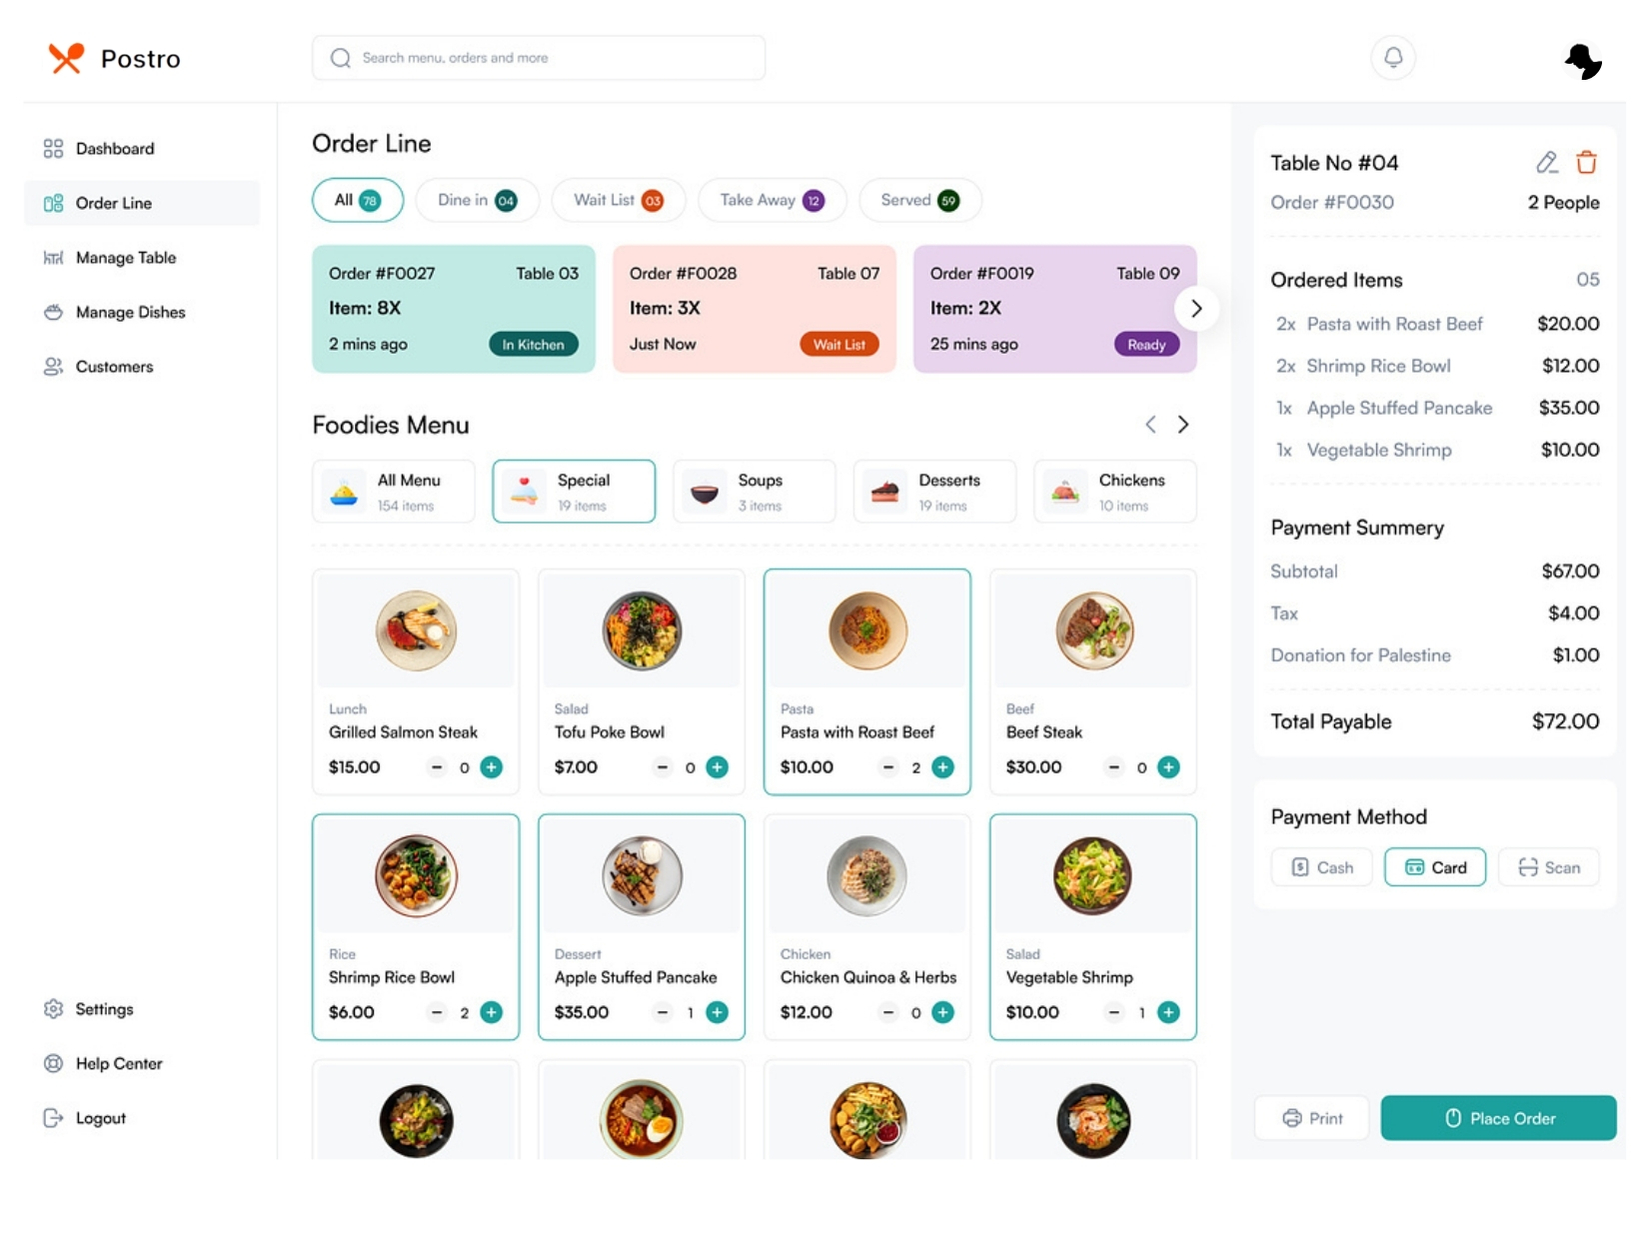 Postro
Search menu, orders and more
Dashboard
Order Line
Manage Table
Manage Dishes
Customers
Settings
Help Center
Logout
Order Line
All 78
Dine in 04
Wait List 03
Take Away 12
Served 59
Order #F0027 Table 03
Item: 8X
2 mins ago In Kitchen
Order #F0028 Table 07
Item: 3X
Just Now Wait List
Order #F0019 Table 09
Item: 2X
25 mins ago Ready
Foodies Menu
All Menu
154 items
Special
19 items
Soups
3 items
Desserts
19 items
Chickens
10 items
Lunch
Grilled Salmon Steak
$15.00 − 0 +
Salad
Tofu Poke Bowl
$7.00 − 0 +
Pasta
Pasta with Roast Beef
$10.00 − 2 +
Beef
Beef Steak
$30.00 − 0 +
Rice
Shrimp Rice Bowl
$6.00 − 2 +
Dessert
Apple Stuffed Pancake
$35.00 − 1 +
Chicken
Chicken Quinoa & Herbs
$12.00 − 0 +
Salad
Vegetable Shrimp
$10.00 − 1 +
Table No #04
Order #F0030 2 People
Ordered Items 05
2x Pasta with Roast Beef $20.00
2x Shrimp Rice Bowl $12.00
1x Apple Stuffed Pancake $35.00
1x Vegetable Shrimp $10.00
Payment Summery
Subtotal $67.00
Tax $4.00
Donation for Palestine $1.00
Total Payable $72.00
Payment Method
Cash
Card
Scan
Print
Place Order